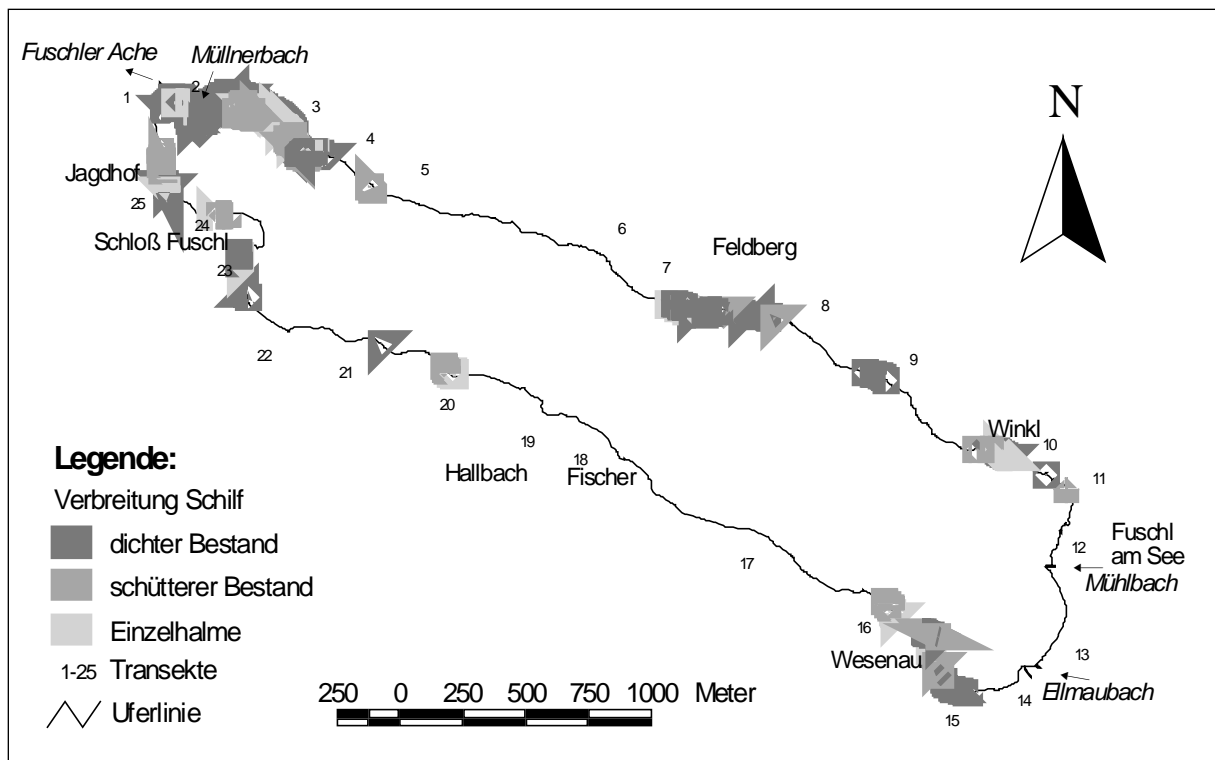 Fuschler Ache
Müllnerbach
N
1
2
3
4
5
6
7
Feldberg
8
9
Winkl
10
11
12
Fuschl
am See
Mühlbach
13
Ellmaubach
14
15
Wesenau
16
17
Fischer
18
19
Hallbach
20
21
22
23
Schloß Fuschl
24
25
Jagdhof
Legende:
Verbreitung Schilf
dichter Bestand
schütterer Bestand
Einzelhalme
1-25 Transekte
Uferlinie
250 0 250 500 750 1000 Meter